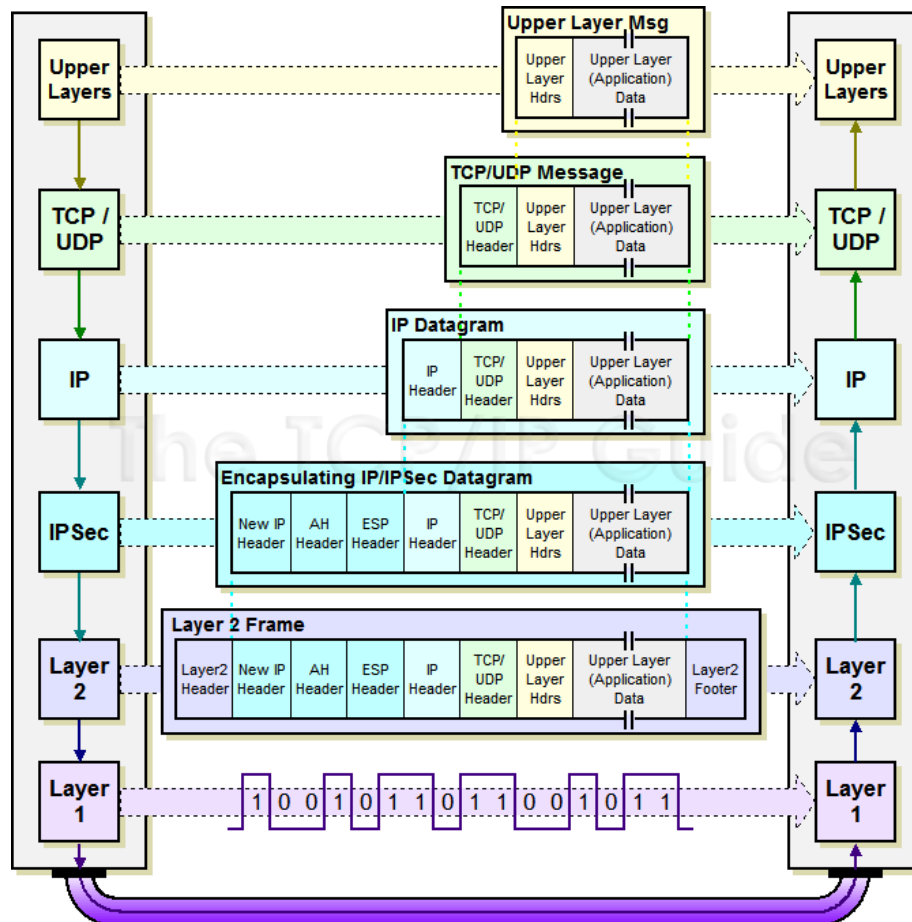 Upper Layer Msg
Upper
Layers
Upper
Layer
Hdrs
Upper Layer
(Application)
Data
Upper
Layers
TCP/UDP Message
TCP /
UDP
TCP/
UDP
Header
Upper
Layer
Hdrs
Upper Layer
(Application)
Data
TCP /
UDP
IP Datagram
IP
IP
Header
TCP/
UDP
Header
Upper
Layer
Hdrs
Upper Layer
(Application)
Data
IP
The TCP/IP Guide
Encapsulating IP/IPSec Datagram
IPSec
New IP
Header
AH
Header
ESP
Header
IP
Header
TCP/
UDP
Header
Upper
Layer
Hdrs
Upper Layer
(Application)
Data
IPSec
Layer 2 Frame
Layer
2
Layer2
Header
New IP
Header
AH
Header
ESP
Header
IP
Header
TCP/
UDP
Header
Upper
Layer
Hdrs
Upper Layer
(Application)
Data
Layer2
Footer
Layer
2
Layer
1
1 0 0 1 0 1 1 0 1 1 0 0 1 0 1 1
Layer
1